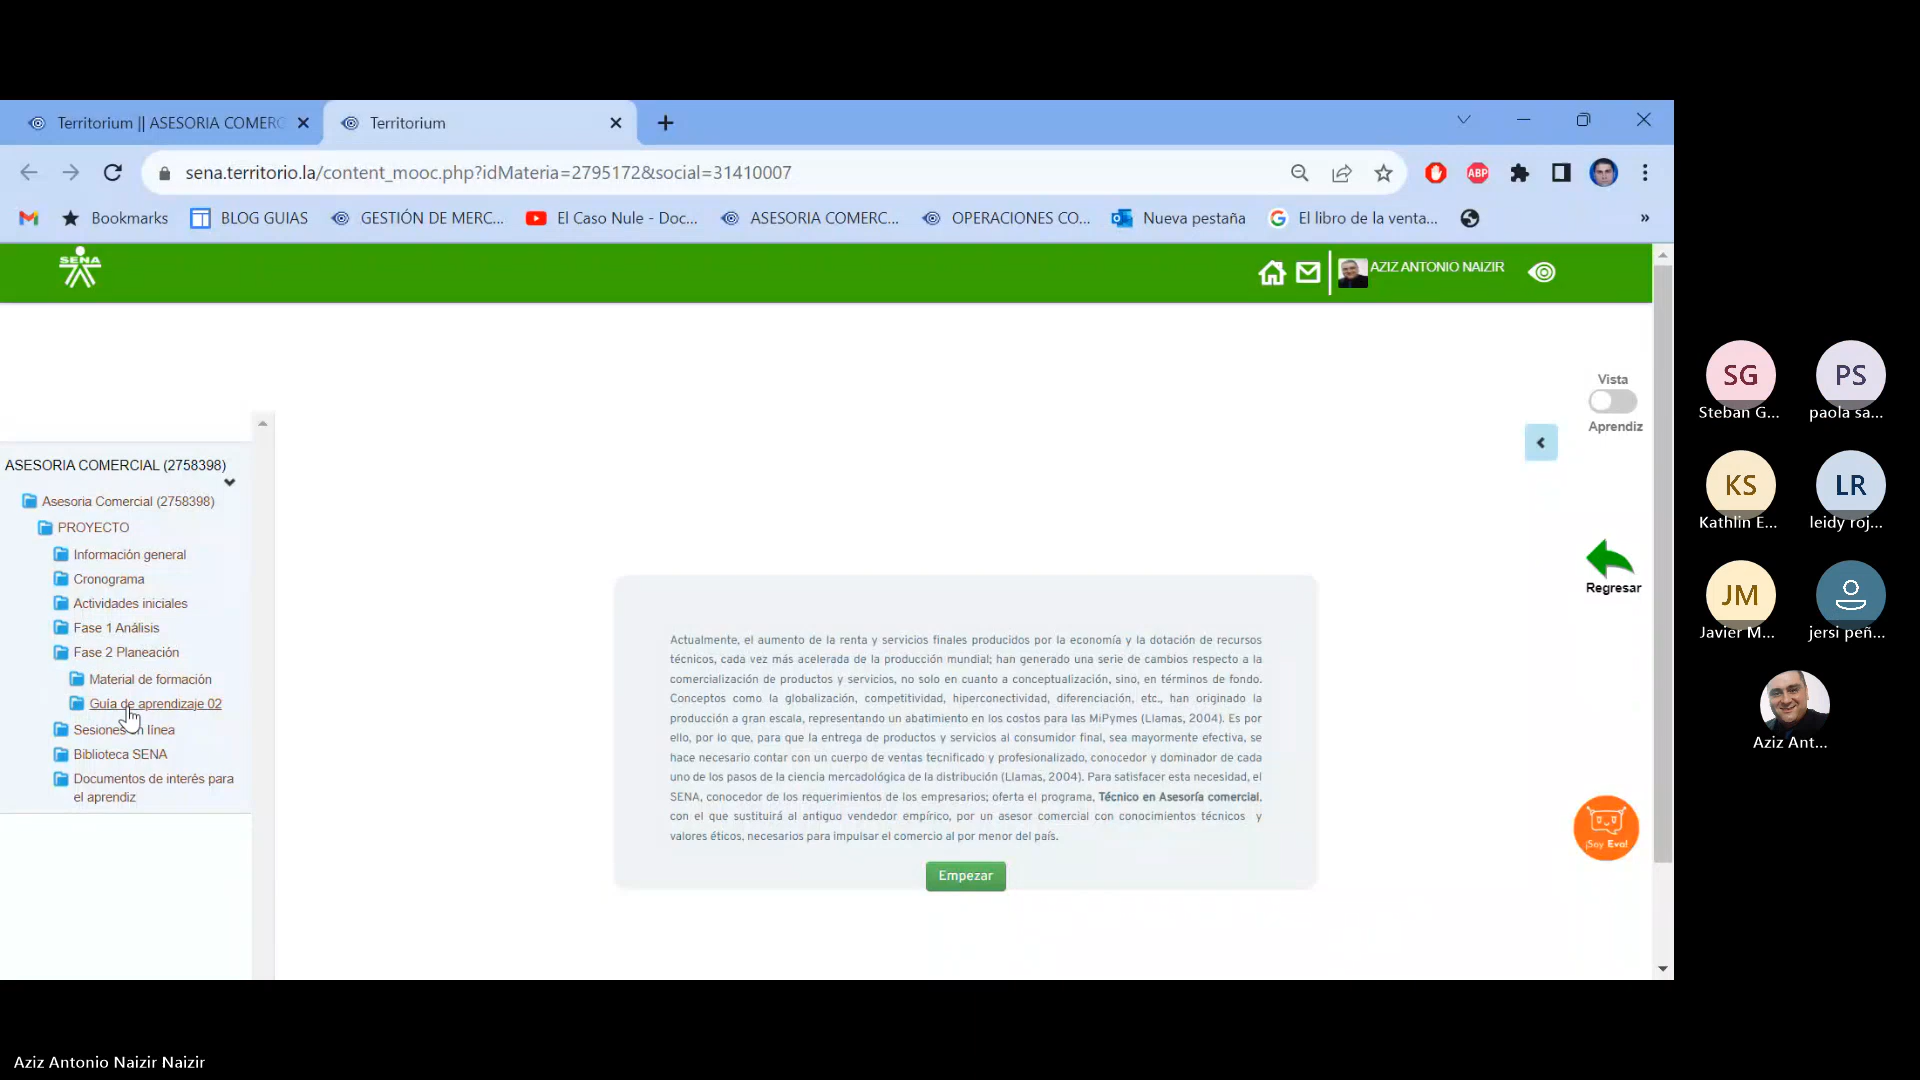 Territorium || ASESORIA COMERC
Territorium
sena.territorio.la/content_mooc.php?idMateria=2795172&social=31410007
ABP
Bookmarks
BLOG GUIAS
GESTIÓN DE MERC...
El Caso Nule - Doc...
ASESORIA COMERC...
OPERACIONES CO...
Nueva pestaña
El libro de la venta...
»
SENA
AZIZ ANTONIO NAIZIR
Vista
Aprendiz
ASESORIA COMERCIAL (2758398)
Asesoria Comercial (2758398)
PROYECTO
Información general
Cronograma
Actividades iniciales
Fase 1 Análisis
Fase 2 Planeación
Material de formación
Guía de aprendizaje 02
Sesiones en línea
Biblioteca SENA
Documentos de interés para
el aprendiz
Regresar
Actualmente, el aumento de la renta y servicios finales producidos por la economía y la dotación de recursos
técnicos, cada vez más acelerada de la producción mundial; han generado una serie de cambios respecto a la
comercialización de productos y servicios, no solo en cuanto a conceptualización, sino, en términos de fondo.
Conceptos como la globalización, competitividad, hiperconectividad, diferenciación, etc., han originado la
producción a gran escala, representando un abatimiento en los costos para las MiPymes (Llamas, 2004). Es por
ello, por lo que, para que la entrega de productos y servicios al consumidor final, sea mayormente efectiva, se
hace necesario contar con un cuerpo de ventas tecnificado y profesionalizado, conocedor y dominador de cada
uno de los pasos de la ciencia mercadológica de la distribución (Llamas, 2004). Para satisfacer esta necesidad, el
SENA, conocedor de los requerimientos de los empresarios; oferta el programa, Técnico en Asesoría comercial,
con el que sustituirá al antiguo vendedor empírico, por un asesor comercial con conocimientos técnicos y
valores éticos, necesarios para impulsar el comercio al por menor del país.
Empezar
¡Soy Eva!
SG
Steban G...
PS
paola sa...
KS
Kathlin E...
LR
leidy roj...
JM
Javier M...
jersi peñ...
Aziz Ant...
Aziz Antonio Naizir Naizir